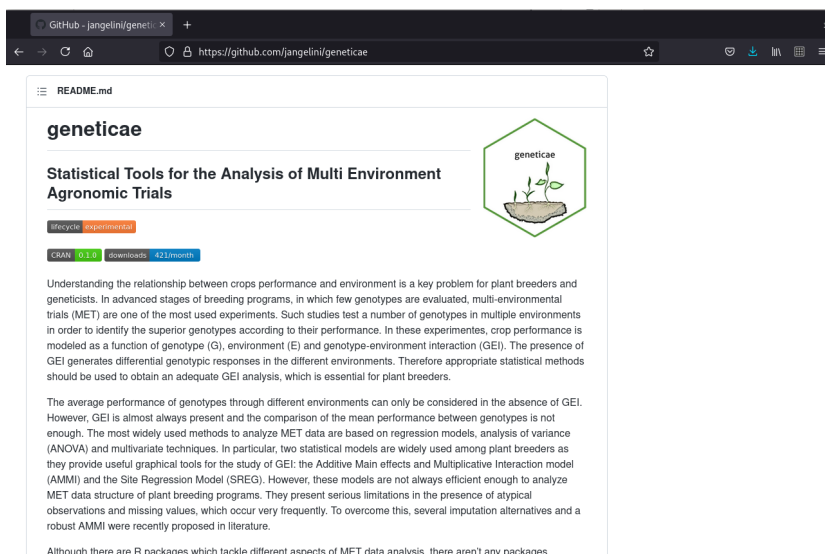 GitHub - jangelini/genetic
https://github.com/jangelini/geneticae
README.md
geneticae
geneticae
Statistical Tools for the Analysis of Multi Environment
Agronomic Trials
lifecycle experimental
CRAN 0.1.0 downloads 421/month
Understanding the relationship between crops performance and environment is a key problem for plant breeders and
geneticists. In advanced stages of breeding programs, in which few genotypes are evaluated, multi-environmental
trials (MET) are one of the most used experiments. Such studies test a number of genotypes in multiple environments
in order to identify the superior genotypes according to their performance. In these experimentes, crop performance is
modeled as a function of genotype (G), environment (E) and genotype-environment interaction (GEI). The presence of
GEI generates differential genotypic responses in the different environments. Therefore appropriate statistical methods
should be used to obtain an adequate GEI analysis, which is essential for plant breeders.
The average performance of genotypes through different environments can only be considered in the absence of GEI.
However, GEI is almost always present and the comparison of the mean performance between genotypes is not
enough. The most widely used methods to analyze MET data are based on regression models, analysis of variance
(ANOVA) and multivariate techniques. In particular, two statistical models are widely used among plant breeders as
they provide useful graphical tools for the study of GEI: the Additive Main effects and Multiplicative Interaction model
(AMMI) and the Site Regression Model (SREG). However, these models are not always efficient enough to analyze
MET data structure of plant breeding programs. They present serious limitations in the presence of atypical
observations and missing values, which occur very frequently. To overcome this, several imputation alternatives and a
robust AMMI were recently proposed in literature.
Although there are R packages which tackle different aspects of MET data analysis, there aren't any packages